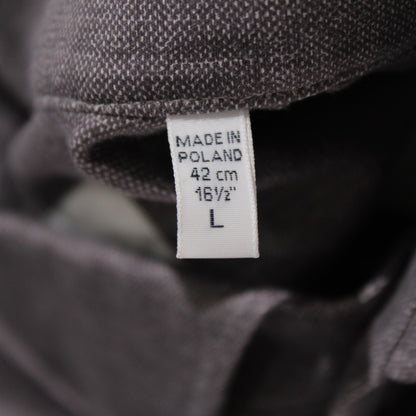 MADE IN
POLAND
42 cm
16½"
L